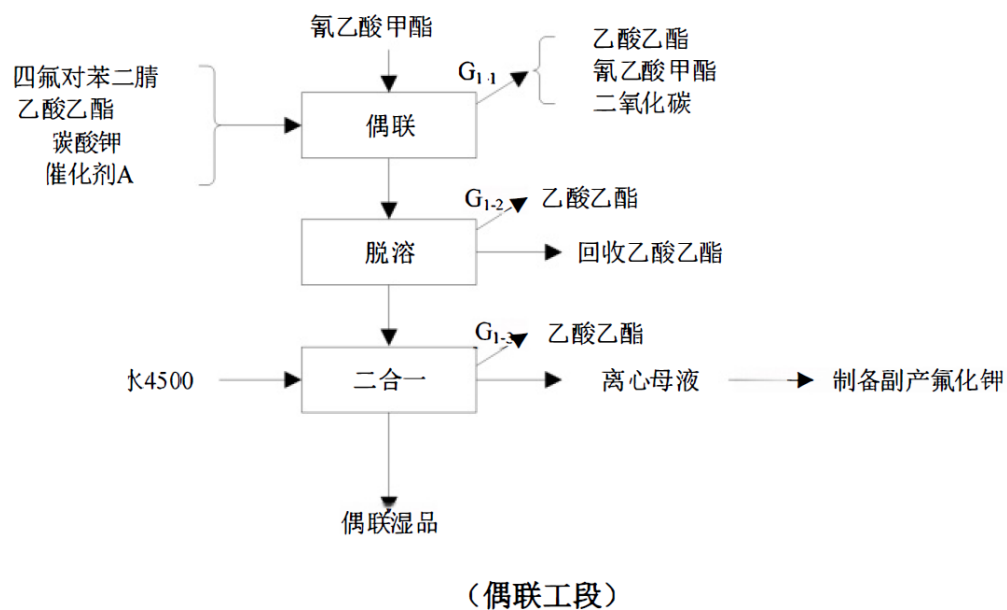 氰乙酸甲酯
乙酸乙酯
G1-1
氰乙酸甲酯
四氟对苯二腈
二氧化碳
乙酸乙酯
偶联
碳酸钾
催化剂A
G1-2
乙酸乙酯
脱溶
回收乙酸乙酯
G1-3
乙酸乙酯
4500
二合一
离心母液
制备副产氟化钾
偶联湿品
（偶联工段）